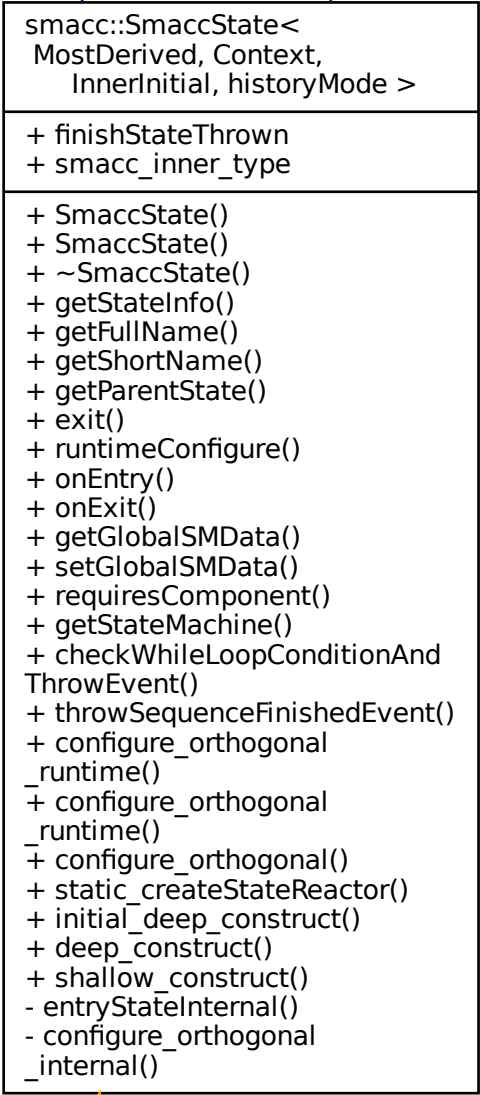 smacc::SmaccState<
MostDerived, Context,
InnerInitial, historyMode >
+ finishStateThrown
+ smacc_inner_type
+ SmaccState()
+ SmaccState()
+ ~SmaccState()
+ getStateInfo()
+ getFullName()
+ getShortName()
+ getParentState()
+ exit()
+ runtimeConfigure()
+ onEntry()
+ onExit()
+ getGlobalSMData()
+ setGlobalSMData()
+ requiresComponent()
+ getStateMachine()
+ checkWhileLoopConditionAnd
ThrowEvent()
+ throwSequenceFinishedEvent()
+ configure_orthogonal
_runtime()
+ configure_orthogonal
_runtime()
+ configure_orthogonal()
+ static_createStateReactor()
+ initial_deep_construct()
+ deep_construct()
+ shallow_construct()
- entryStateInternal()
- configure_orthogonal
_internal()